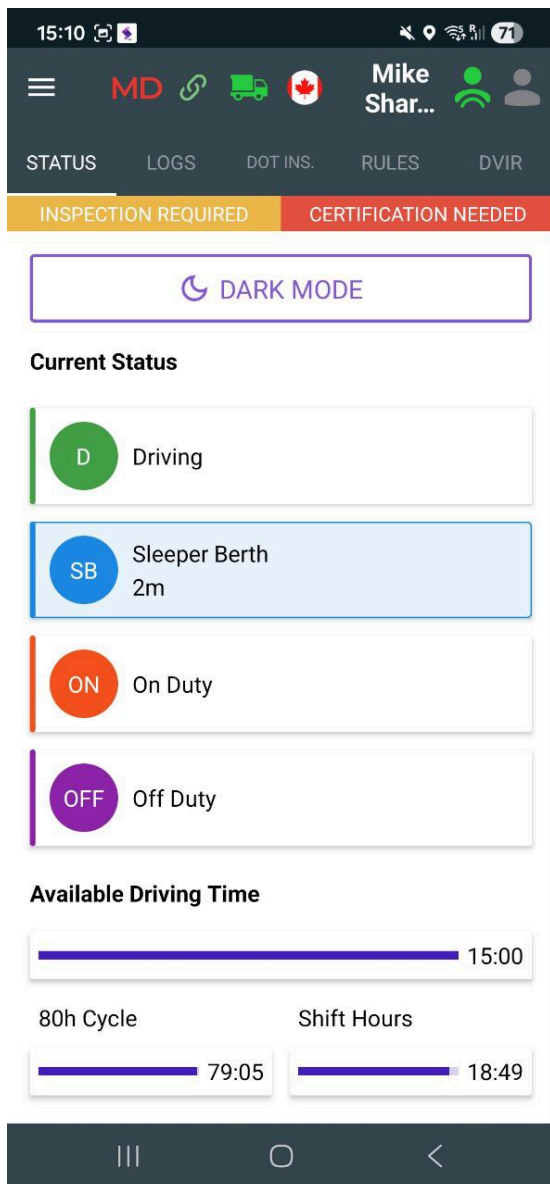 15:10
71
MD
Mike
Shar...
STATUS LOGS DOT INS. RULES DVIR
INSPECTION REQUIRED CERTIFICATION NEEDED
DARK MODE
Current Status
D Driving
SB Sleeper Berth
2m
ON On Duty
OFF Off Duty
Available Driving Time
15:00
80h Cycle Shift Hours
79:05 18:49